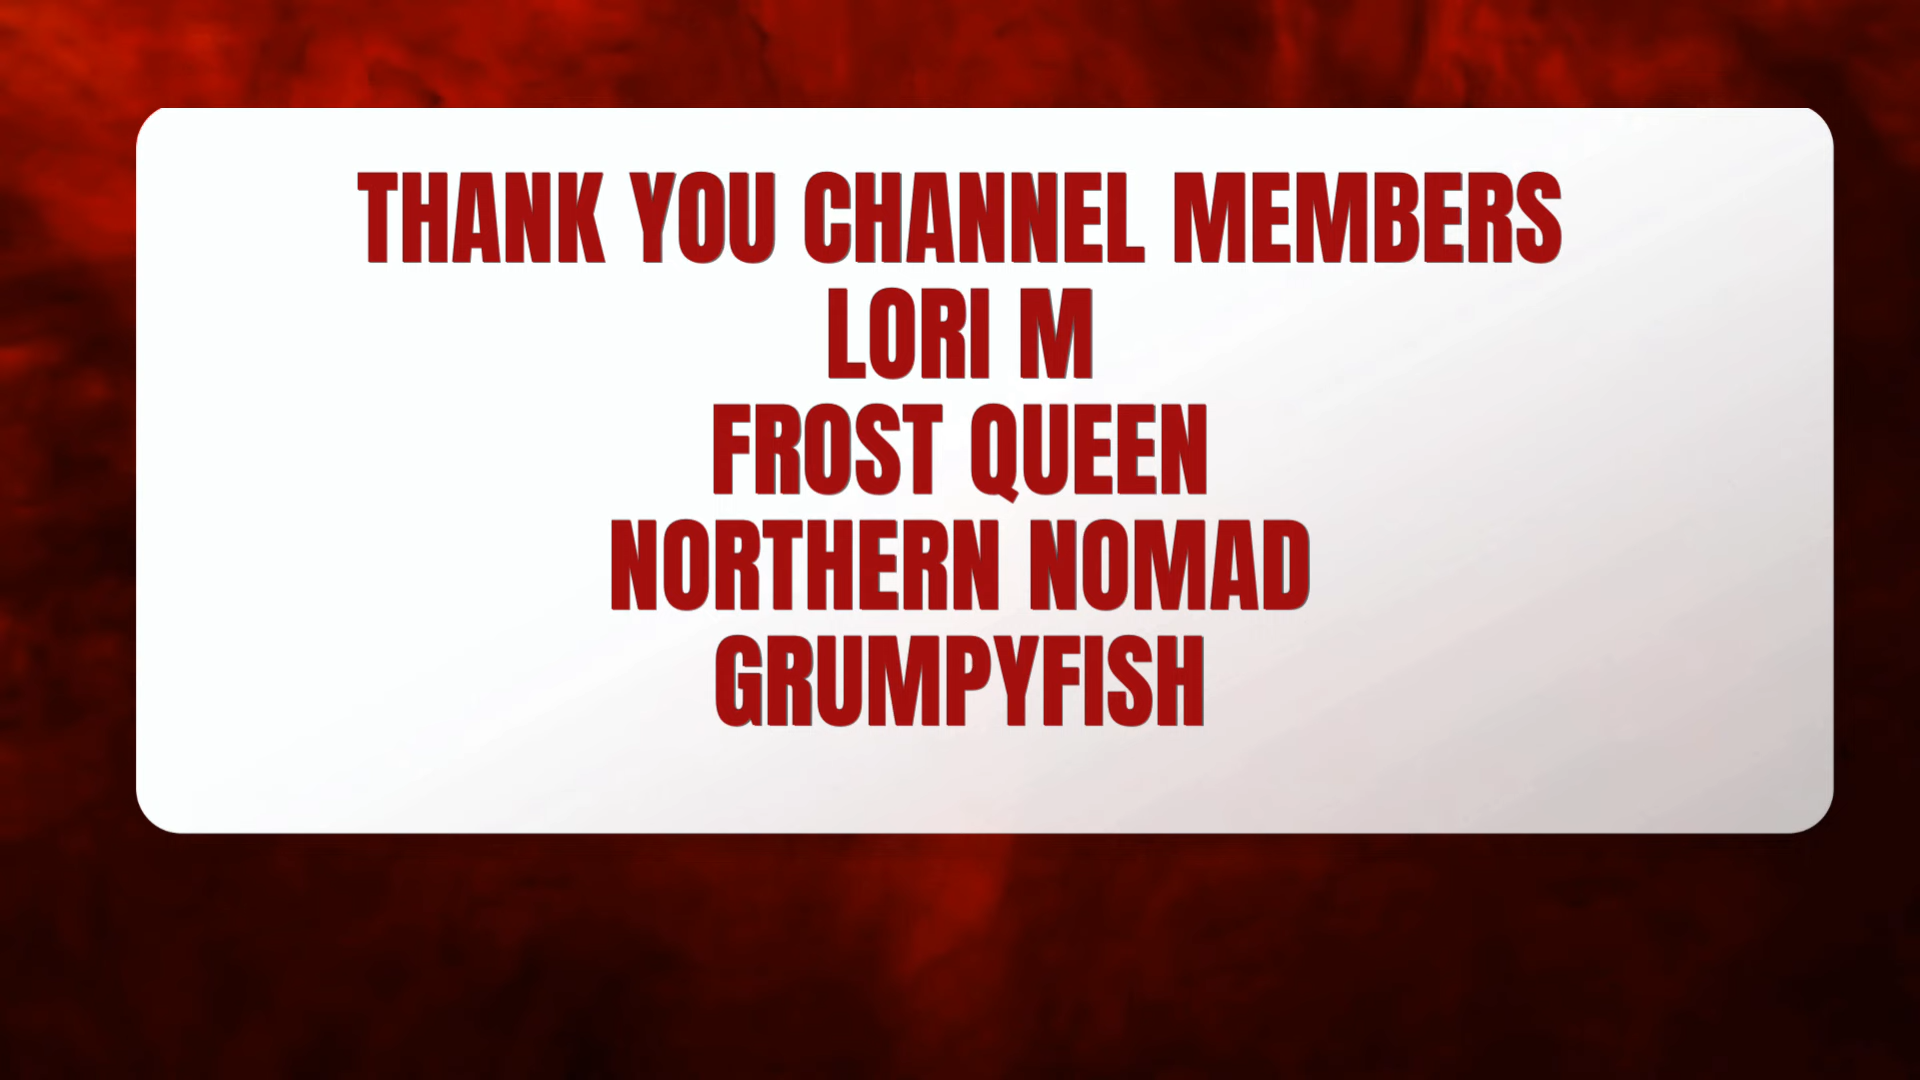 THANK YOU CHANNEL MEMBERS
LORI M
FROST QUEEN
NORTHERN NOMAD
GRUMPYFISH